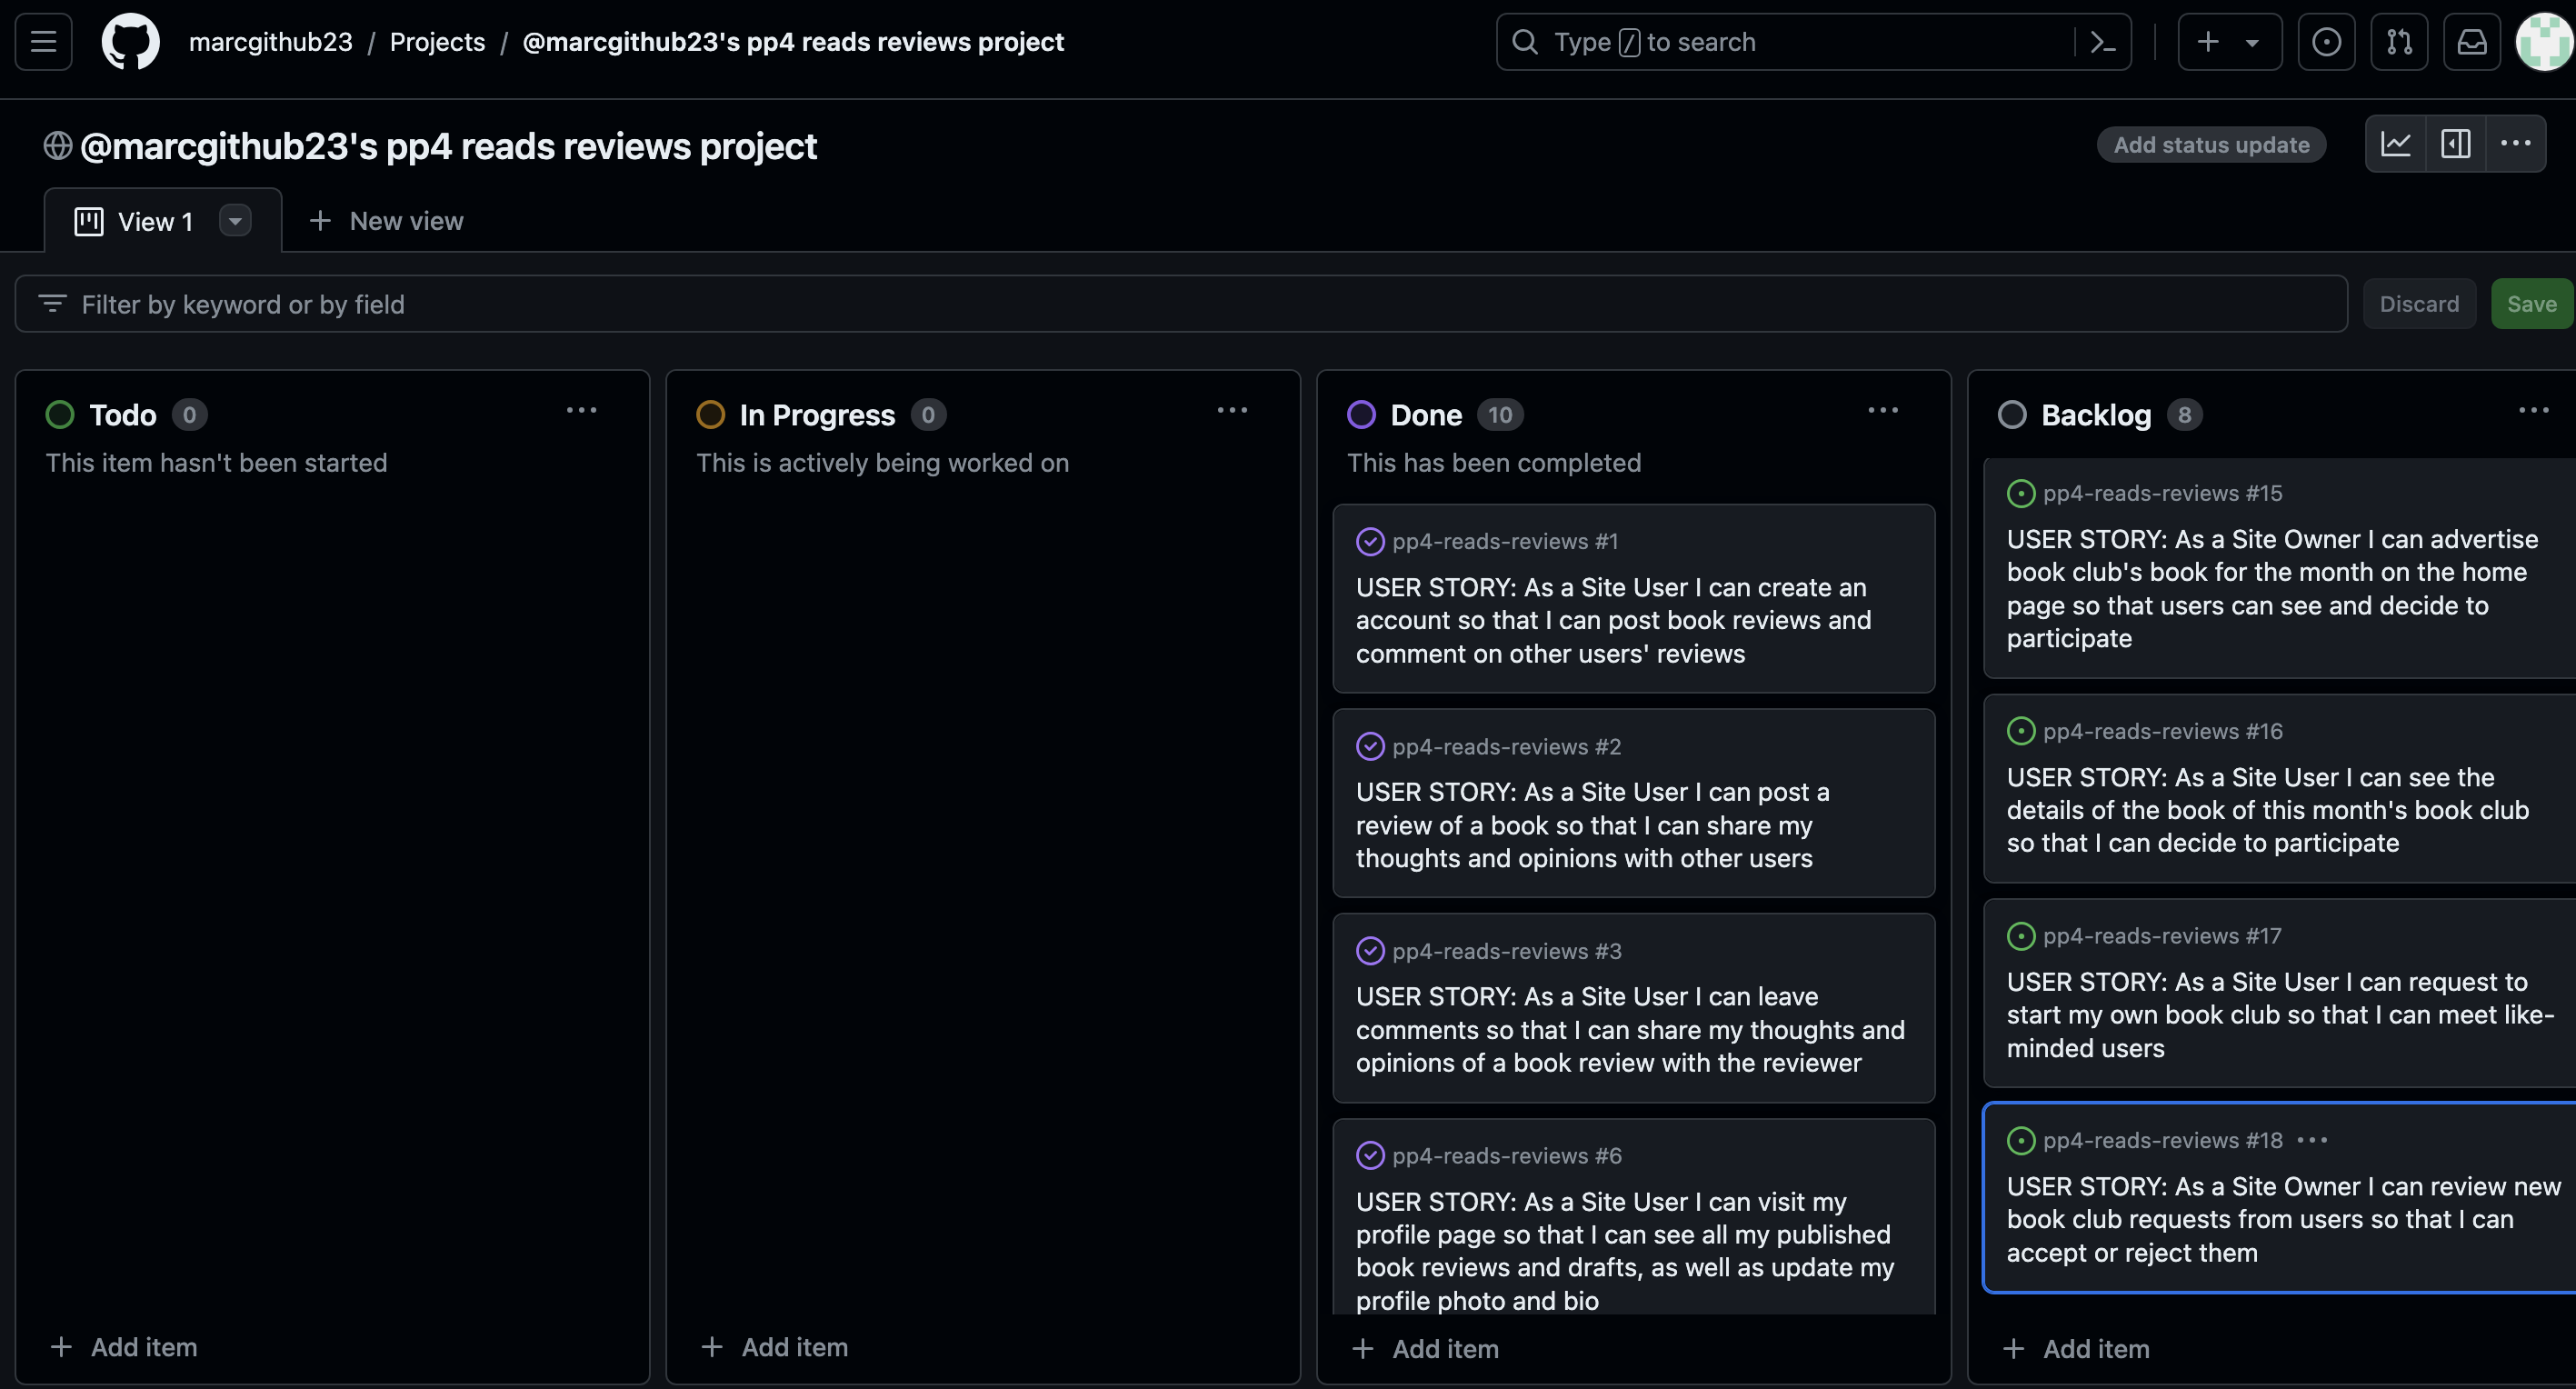 marcgithub23 / Projects / @marcgithub23's pp4 reads reviews project
Type / to search
@marcgithub23's pp4 reads reviews project
Add status update
View 1
New view
Filter by keyword or by field
Discard
Save
Todo 0
This item hasn't been started
Add item
In Progress 0
This is actively being worked on
Add item
Done 10
This has been completed
pp4-reads-reviews #1
USER STORY: As a Site User I can create an
account so that I can post book reviews and
comment on other users' reviews
pp4-reads-reviews #2
USER STORY: As a Site User I can post a
review of a book so that I can share my
thoughts and opinions with other users
pp4-reads-reviews #3
USER STORY: As a Site User I can leave
comments so that I can share my thoughts and
opinions of a book review with the reviewer
pp4-reads-reviews #6
USER STORY: As a Site User I can visit my
profile page so that I can see all my published
book reviews and drafts, as well as update my
profile photo and bio
Add item
Backlog 8
pp4-reads-reviews #15
USER STORY: As a Site Owner I can advertise
book club's book for the month on the home
page so that users can see and decide to
participate
pp4-reads-reviews #16
USER STORY: As a Site User I can see the
details of the book of this month's book club
so that I can decide to participate
pp4-reads-reviews #17
USER STORY: As a Site User I can request to
start my own book club so that I can meet like-
minded users
pp4-reads-reviews #18
USER STORY: As a Site Owner I can review new
book club requests from users so that I can
accept or reject them
Add item